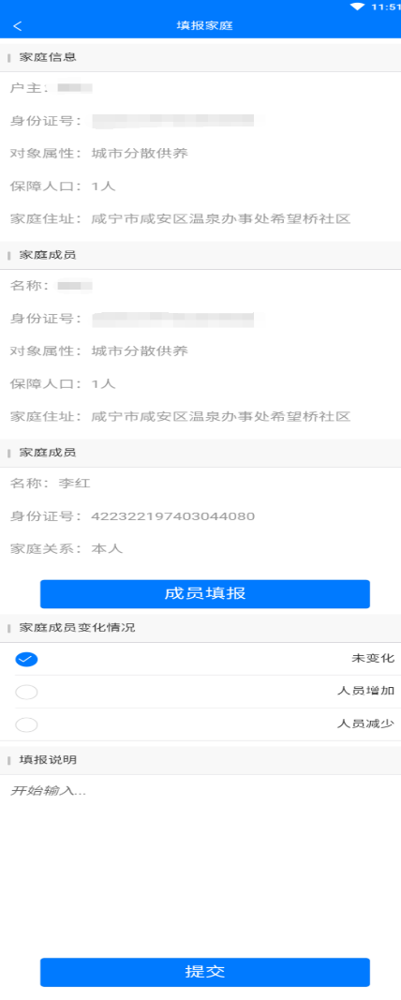 11:51
填报家庭
家庭信息
户主：
身份证号：
对象属性：城市分散供养
保障人口：1人
家庭住址：咸宁市咸安区温泉办事处希望桥社区
家庭成员
名称：
身份证号：
对象属性：城市分散供养
保障人口：1人
家庭住址：咸宁市咸安区温泉办事处希望桥社区
家庭成员
名称：李红
身份证号：422322197403044080
家庭关系：本人
成员填报
家庭成员变化情况
未变化
人员增加
人员减少
填报说明
开始输入...
提交